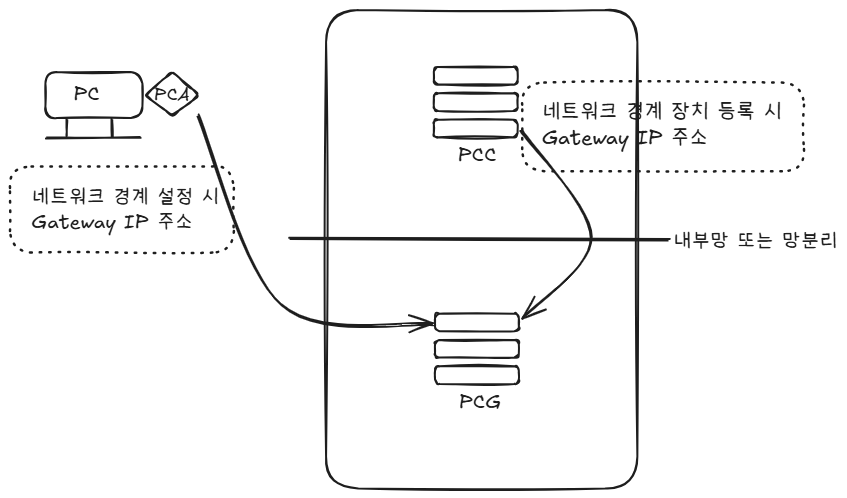 PC
PCA
네트워크 경계 장치 등록 시
Gateway IP 주소
PCC
네트워크 경계 설정 시
Gateway IP 주소
내부망 또는 망분리
PCG